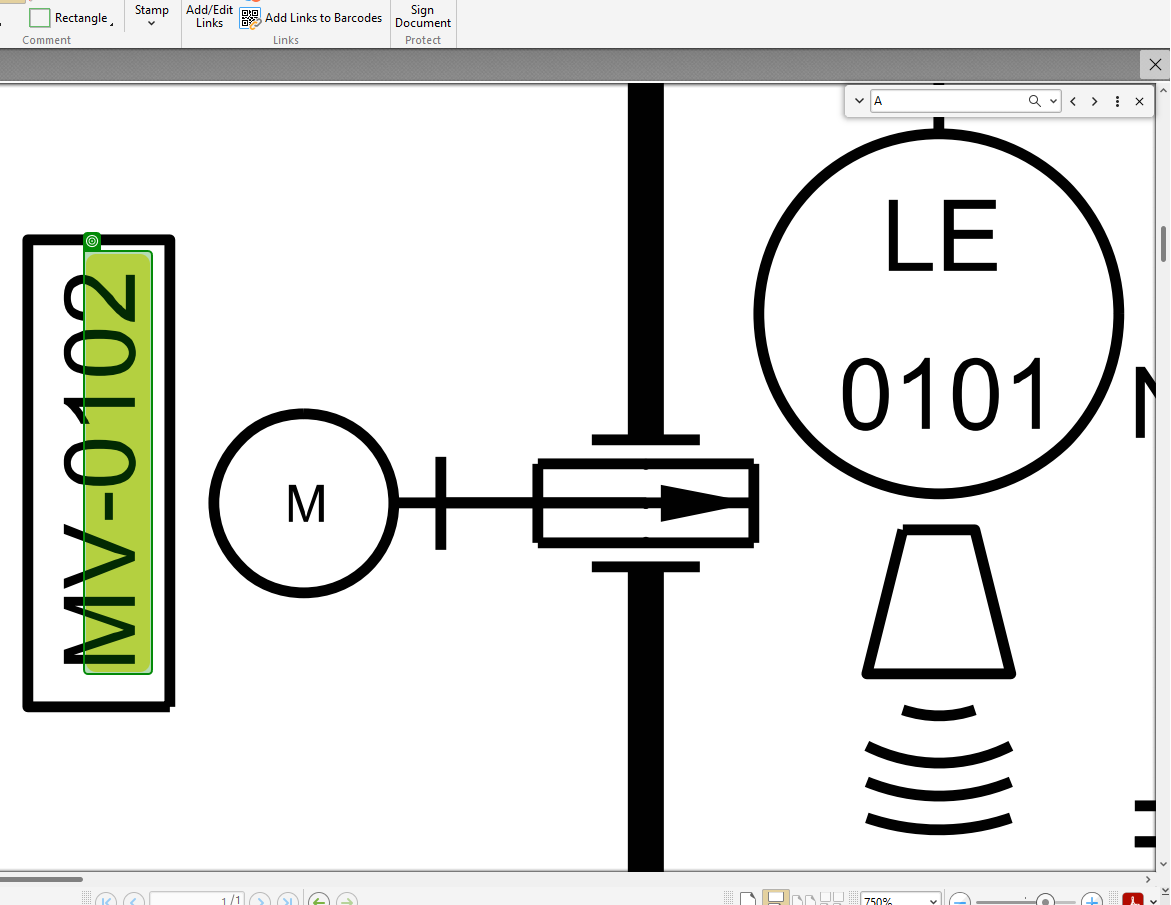 Rectangle
Stamp
Add/Edit
Links
Add Links to Barcodes
Sign
Document
Comment
Links
Protect
A
LE
0101
MV-0102
M
1/1
750%